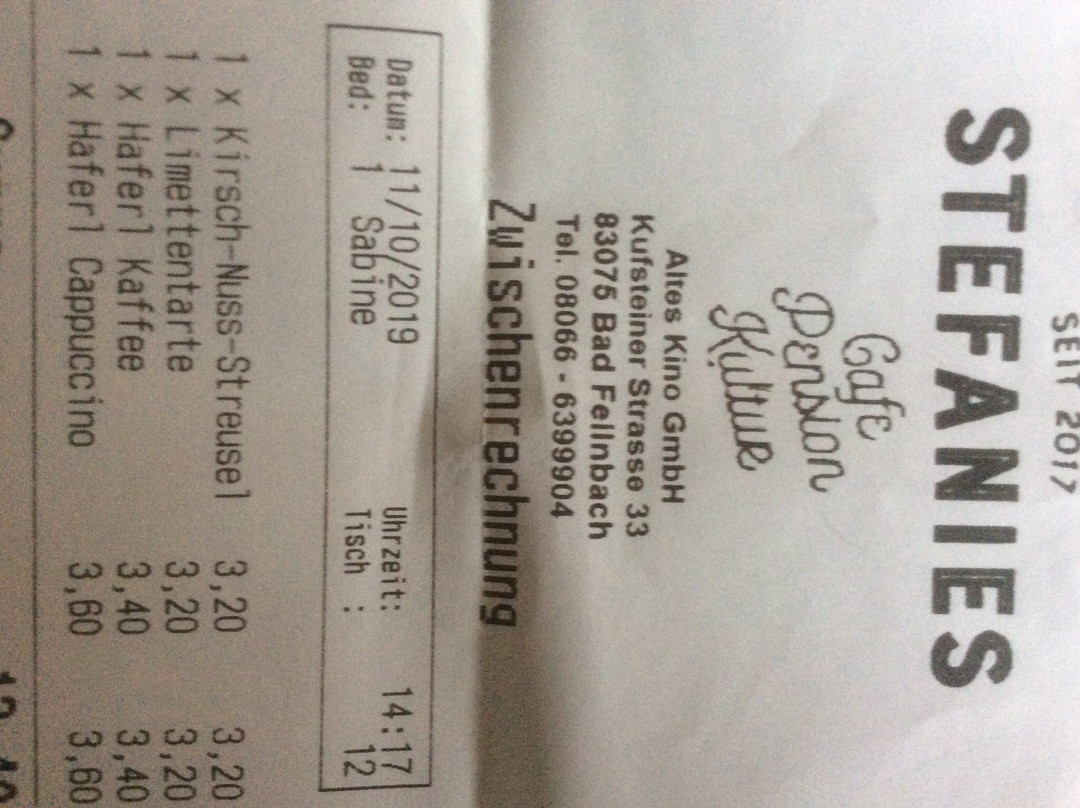 SEIT 2017
STEFANIES
Cafe
Pension
Kultur
Altes Kino GmbH
Kufsteiner Strasse 33
83075 Bad Feilnbach
Tel. 08066 - 6399904
Zwischenrechnung
Datum: 11/10/2019 Uhrzeit: 14:17
Bed: 1 Sabine Tisch : 12
1 x Kirsch-Nuss-Streusel 3,20 3,20
1 x Limettentarte 3,20 3,20
1 x Haferl Kaffee 3,40 3,40
1 x Haferl Cappuccino 3,60 3,60